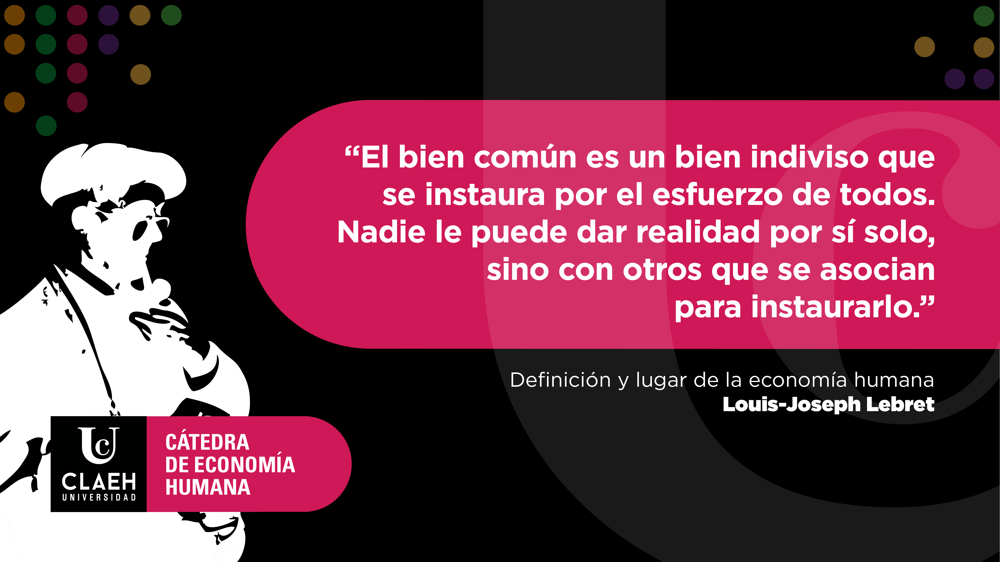 “El bien común es un bien indiviso que
se instaura por el esfuerzo de todos.
Nadie le puede dar realidad por sí solo,
sino con otros que se asocian
para instaurarlo.”
Definición y lugar de la economía humana
Louis-Joseph Lebret
UC
CLAEH
UNIVERSIDAD
CÁTEDRA
DE ECONOMÍA
HUMANA